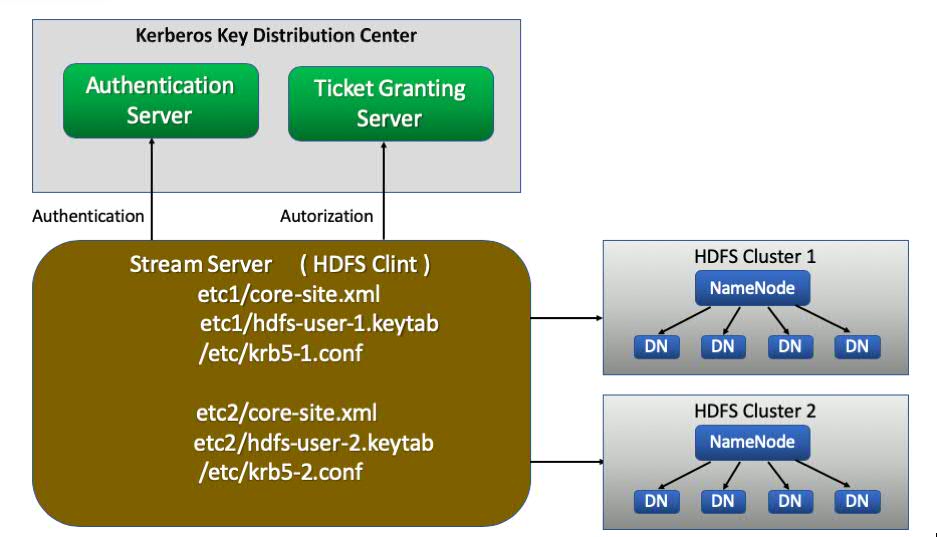 Kerberos Key Distribution Center
Authentication
Server
Ticket Granting
Server
Authentication
Autorization
Stream Server ( HDFS Clint )
etc1/core-site.xml
etc1/hdfs-user-1.keytab
/etc/krb5-1.conf
etc2/core-site.xml
etc2/hdfs-user-2.keytab
/etc/krb5-2.conf
HDFS Cluster 1
NameNode
DN DN DN DN
HDFS Cluster 2
NameNode
DN DN DN DN